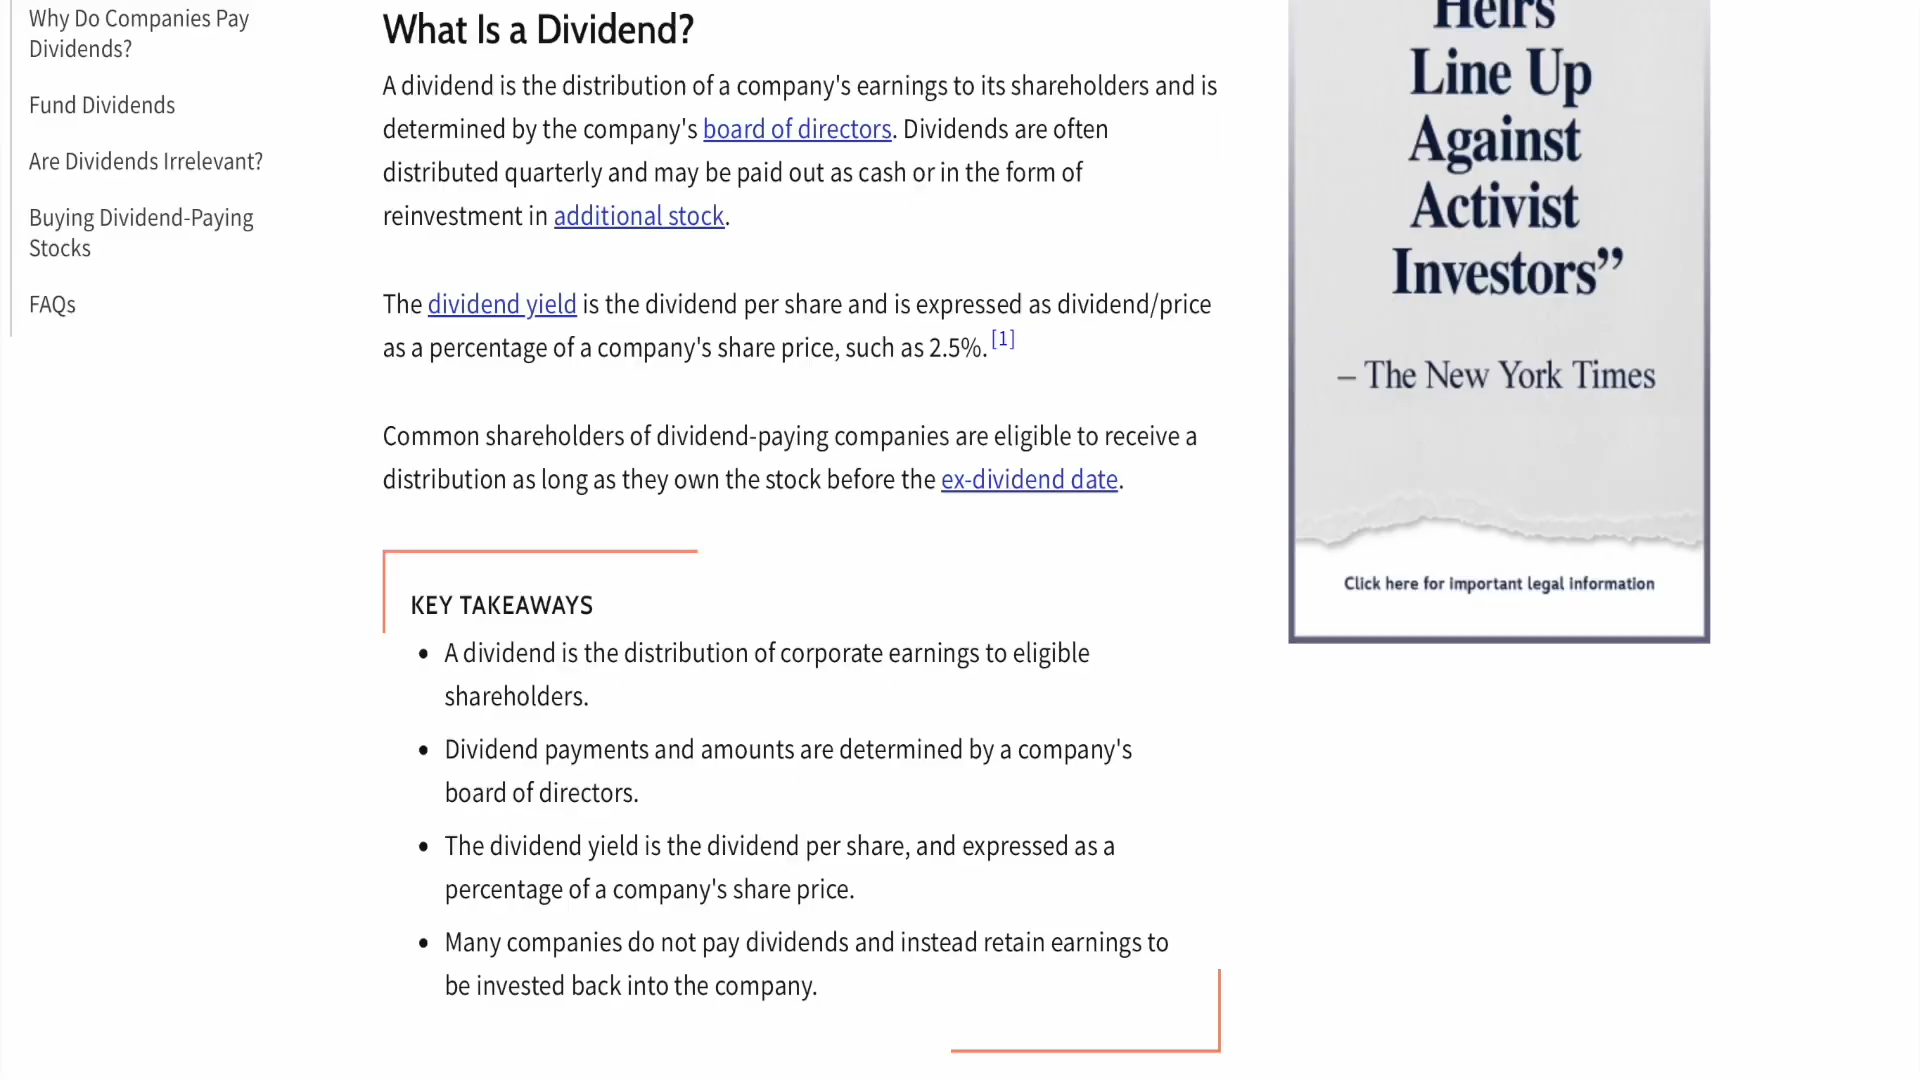 Why Do Companies Pay
Dividends?
Fund Dividends
Are Dividends Irrelevant?
Buying Dividend-Paying
Stocks
FAQs
What Is a Dividend?
A dividend is the distribution of a company's earnings to its shareholders and is
determined by the company's board of directors. Dividends are often
distributed quarterly and may be paid out as cash or in the form of
reinvestment in additional stock.
The dividend yield is the dividend per share and is expressed as dividend/price
as a percentage of a company's share price, such as 2.5%. [1]
Common shareholders of dividend-paying companies are eligible to receive a
distribution as long as they own the stock before the ex-dividend date.
KEY TAKEAWAYS
• A dividend is the distribution of corporate earnings to eligible
shareholders.
• Dividend payments and amounts are determined by a company's
board of directors.
• The dividend yield is the dividend per share, and expressed as a
percentage of a company's share price.
• Many companies do not pay dividends and instead retain earnings to
be invested back into the company.
Heirs
Line Up
Against
Activist
Investors”
– The New York Times
Click here for important legal information